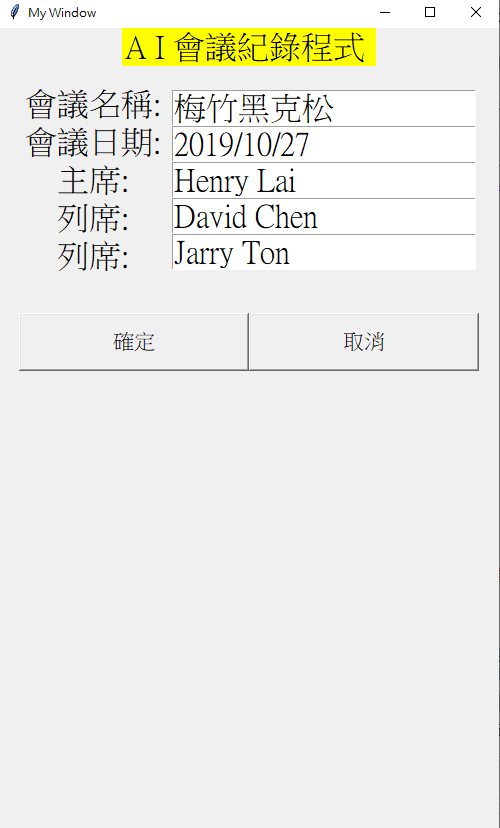 My Window
A I 會議紀錄程式
會議名稱: 梅竹黑克松
會議日期: 2019/10/27
主席: Henry Lai
列席: David Chen
列席: Jarry Ton
確定 取消